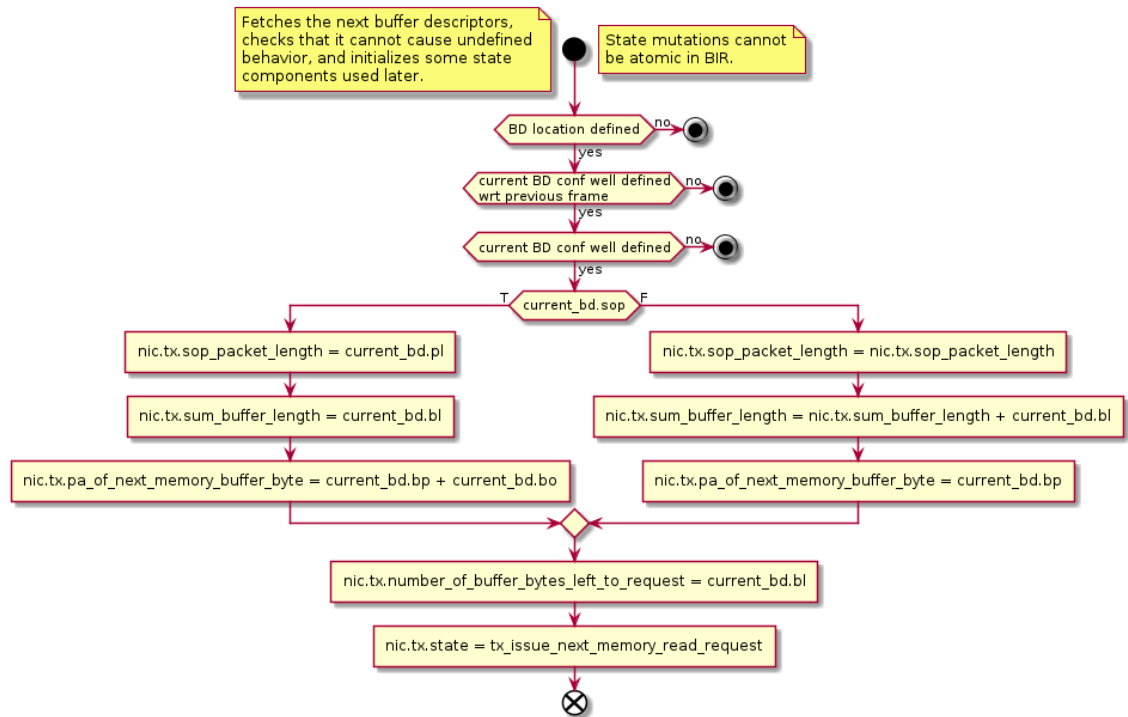 Fetches the next buffer descriptors,
checks that it cannot cause undefined
behavior, and initializes some state
components used later.
State mutations cannot
be atomic in BIR.
BD location defined
no
yes
current BD conf well defined
wrt previous frame
no
yes
current BD conf well defined
no
yes
T
current_bd.sop
F
nic.tx.sop_packet_length = current_bd.pl
nic.tx.sop_packet_length = nic.tx.sop_packet_length
nic.tx.sum_buffer_length = current_bd.bl
nic.tx.sum_buffer_length = nic.tx.sum_buffer_length + current_bd.bl
nic.tx.pa_of_next_memory_buffer_byte = current_bd.bp + current_bd.bo
nic.tx.pa_of_next_memory_buffer_byte = current_bd.bp
nic.tx.number_of_buffer_bytes_left_to_request = current_bd.bl
nic.tx.state = tx_issue_next_memory_read_request